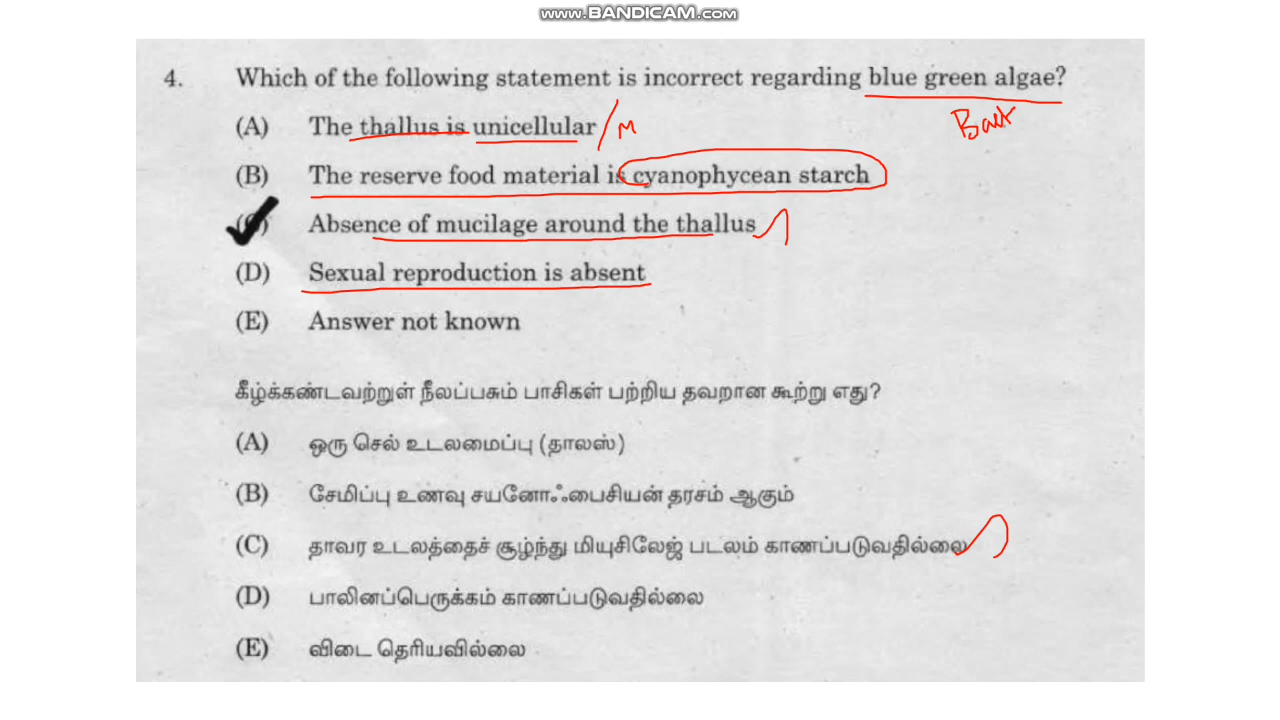 www.BANDICAM.com
4. Which of the following statement is incorrect regarding blue green algae?
Bact
(A) The thallus is unicellular / M
(B) The reserve food material is cyanophycean starch
(C) Absence of mucilage around the thallus
(D) Sexual reproduction is absent
(E) Answer not known
கீழ்க்கண்டவற்றுள் நீலப்பசும் பாசிகள் பற்றிய தவறான கூற்று எது?
(A) ஒரு செல் உடலமைப்பு (தாலஸ்)
(B) சேமிப்பு உணவு சயனோஃபைசியன் தரசம் ஆகும்
(C) தாவர உடலத்தைச் சூழ்ந்து மியுசிலேஜ் படலம் காணப்படுவதில்லை
(D) பாலினப்பெருக்கம் காணப்படுவதில்லை
(E) விடை தெரியவில்லை